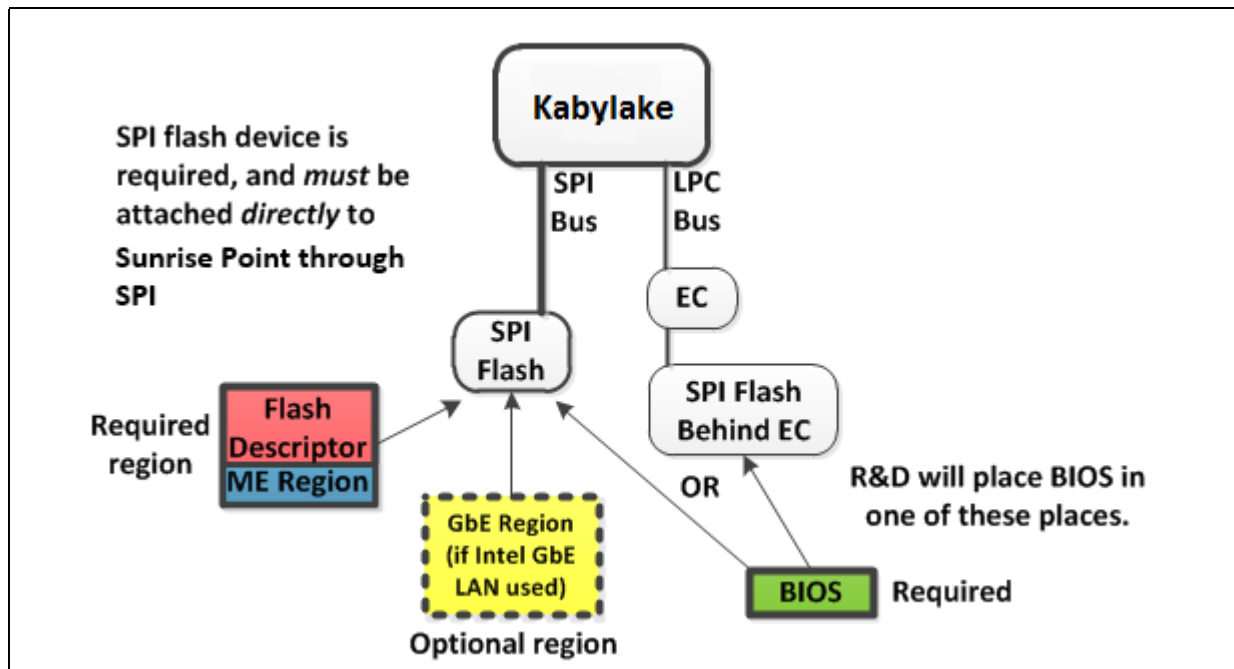 Kabylake
SPI flash device is
required, and must be
attached directly to
Sunrise Point through
SPI
SPI
Bus
LPC
Bus
EC
SPI
Flash
SPI Flash
Behind EC
Required
region
Flash
Descriptor
ME Region
OR
R&D will place BIOS in
one of these places.
GbE Region
(if Intel GbE
LAN used)
Optional region
BIOS
Required